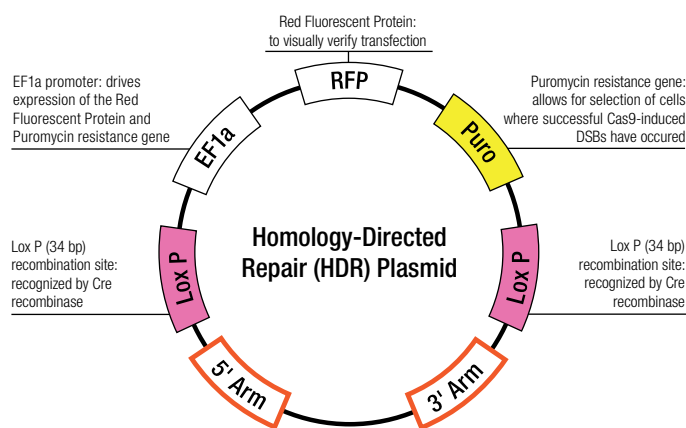 Red Fluorescent Protein:
to visually verify transfection
RFP
EF1a promoter: drives
expression of the Red
Fluorescent Protein and
Puromycin resistance gene
EF1a
Puromycin resistance gene:
allows for selection of cells
where successful Cas9-induced
DSBs have occured
Puro
Homology-Directed
Repair (HDR) Plasmid
Lox P (34 bp)
recombination site:
recognized by Cre
recombinase
Lox P
Lox P
Lox P (34 bp)
recombination site:
recognized by Cre
recombinase
5' Arm
3' Arm